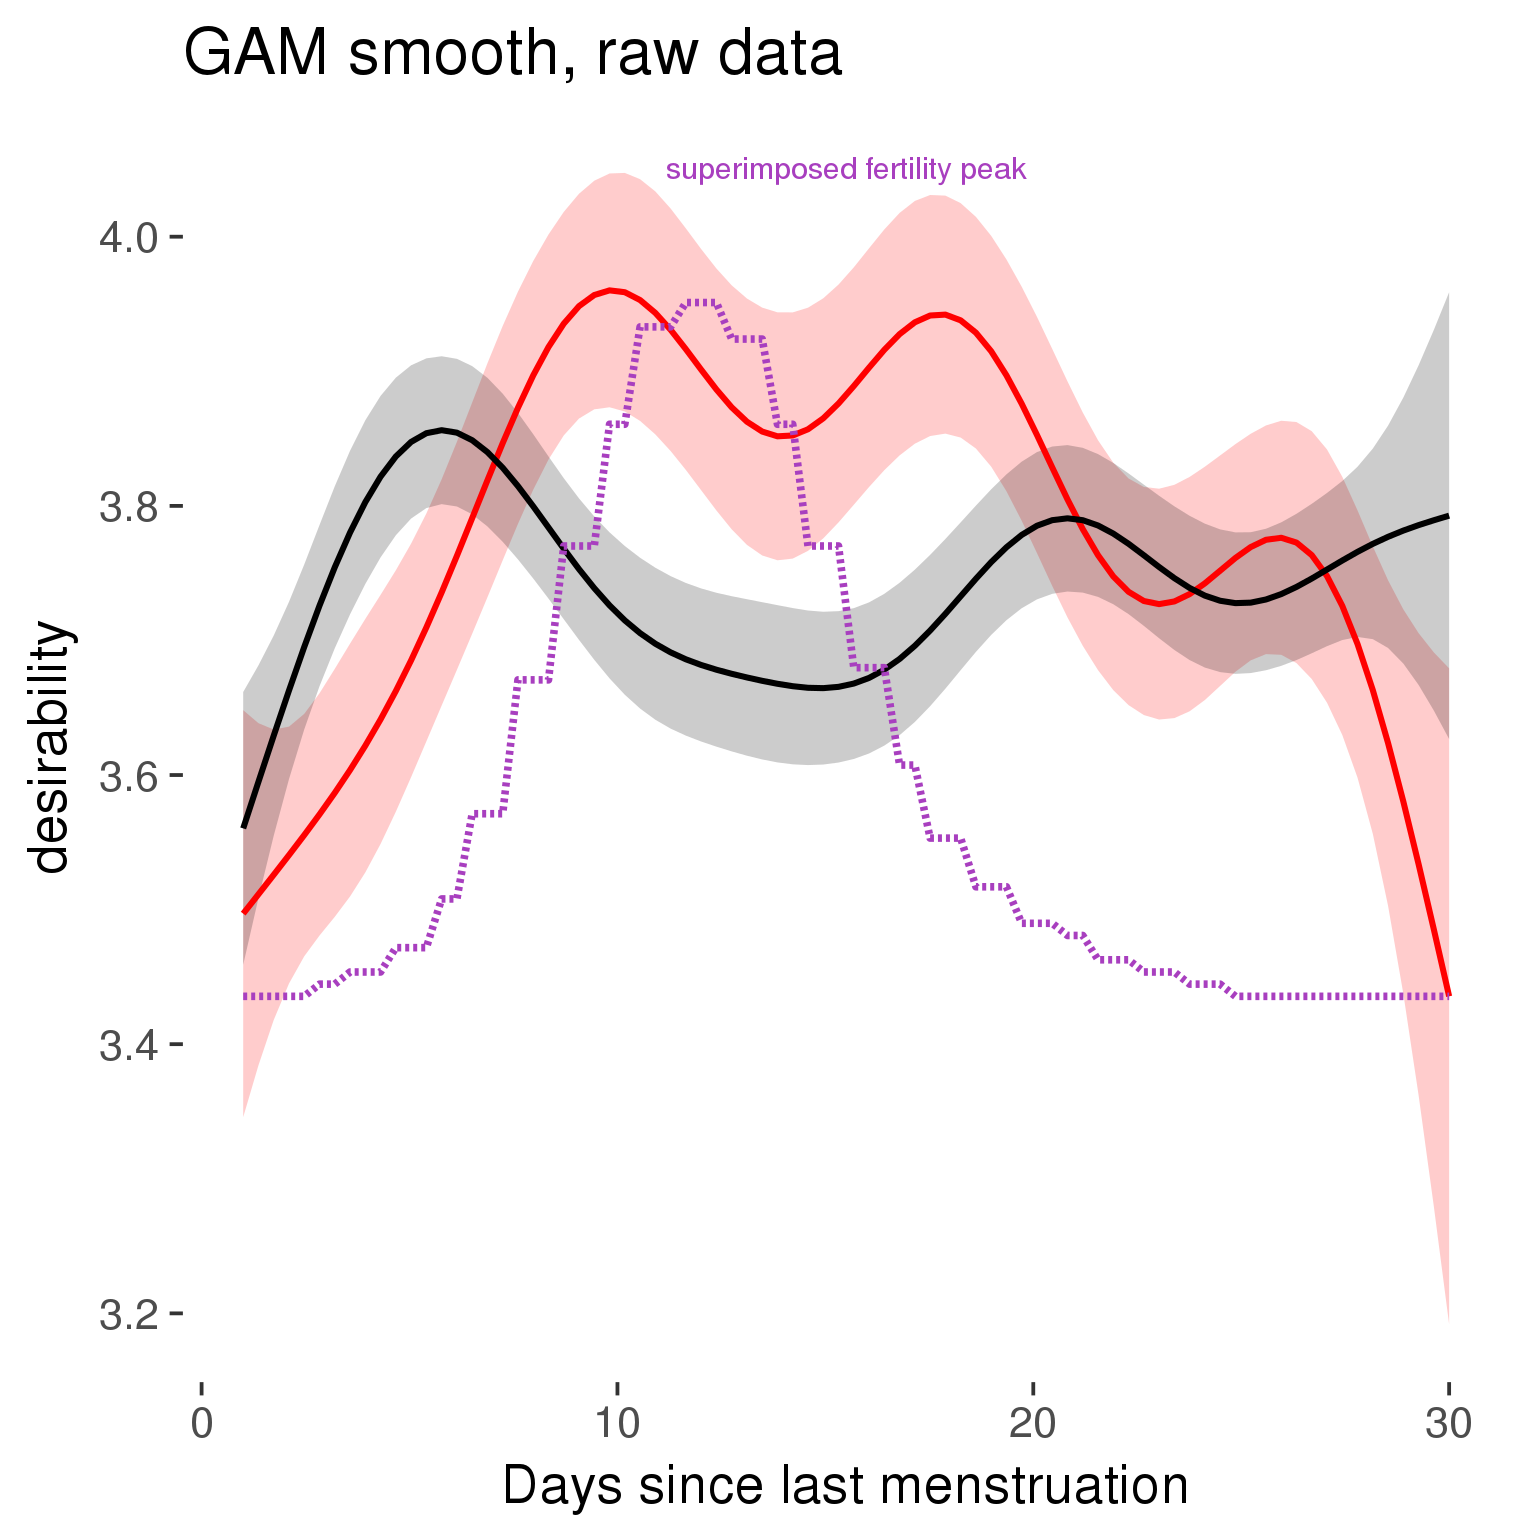 GAM smooth, raw data
superimposed fertility peak
4.0
3.8
3.6
3.4
3.2
desirability
0 10 20 30
Days since last menstruation